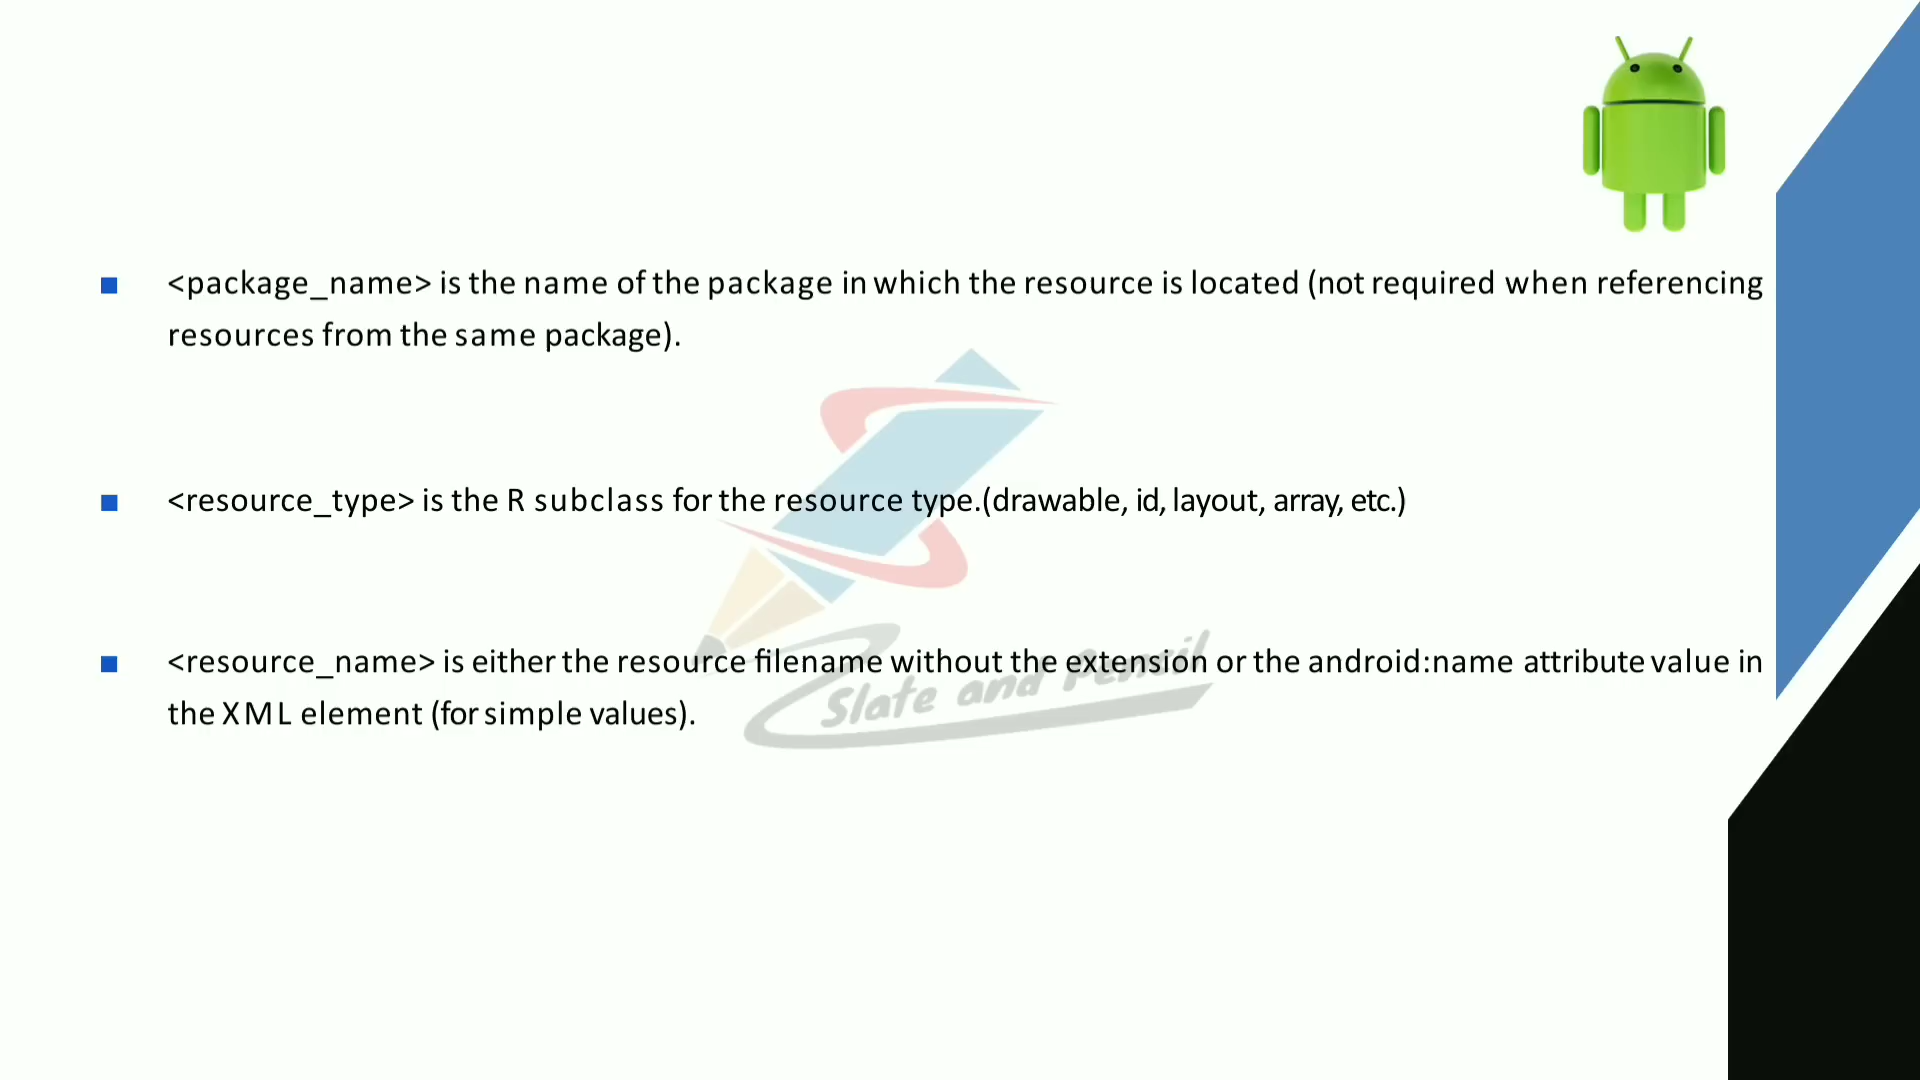 <package_name> is the name of the package in which the resource is located (not required when referencing
resources from the same package).
<resource_type> is the R subclass for the resource type.(drawable, id, layout, array, etc.)
<resource_name> is either the resource filename without the extension or the android:name attribute value in
the XML element (for simple values).
Slate and Pencil